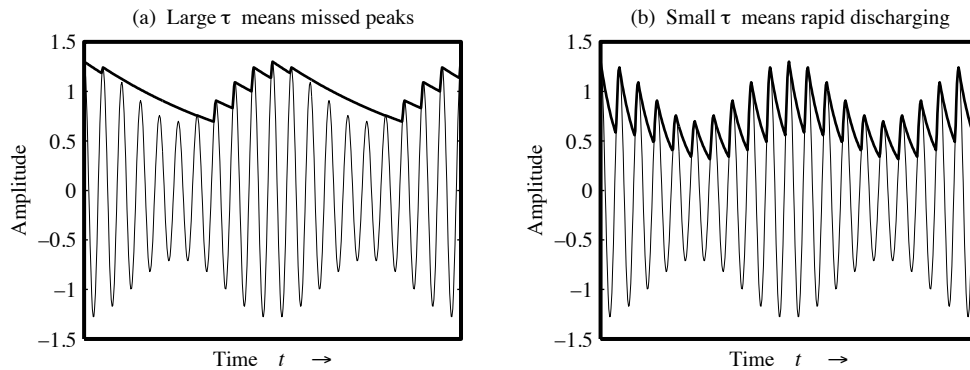 (a) Large τ means missed peaks
1.5
1
0.5
0
−0.5
−1
−1.5
Amplitude
Time t →
(b) Small τ means rapid discharging
1.5
1
0.5
0
−0.5
−1
−1.5
Amplitude
Time t →